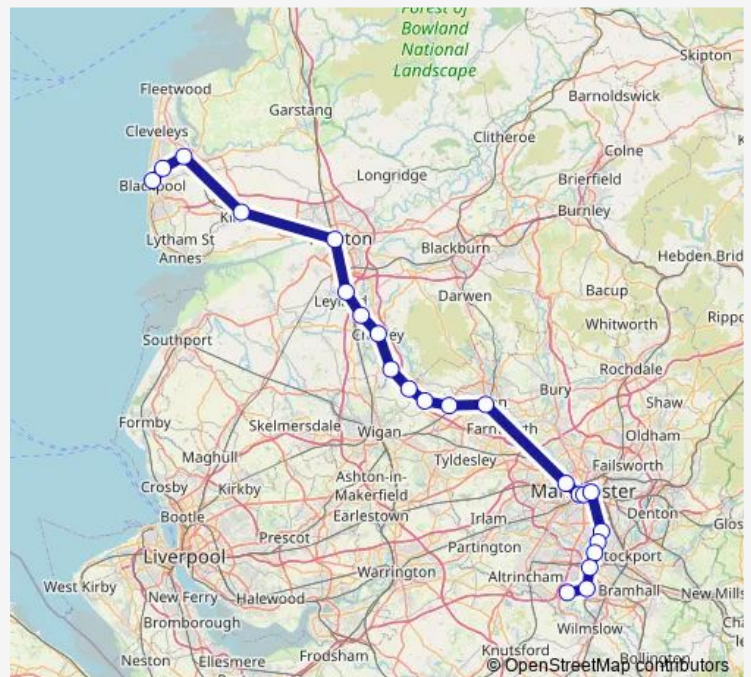 Forest of
Bowland
National
Landscape
Skipton
Fleetwood
Garstang
Barnoldswick
Cleveleys
Clitheroe
Colne
Longridge
Brierfield
Burnley
Lytham St
Annes
Blackburn
Hebden Brid
Darwen
Bacup
Whitworth
Ripp
Southport
Rochdale
Bury
Shaw
Formby
Skelmersdale
Wigan
Oldham
Maghull
Tyldesley
Failsworth
Crosby
Kirkby
Ashton-in-
Makerfield
Bootle
Earlestown
Irlam
Denton
Glos
Prescot
Partington
Liverpool
Warrington
Altrincham
West Kirby
New Ferry
Halewood
Bramhall
New Mills
Bromborough
Wilmslow
Neston
Ellesmere
Frodsham
Knutsford
Bollington
© OpenStreetMap contributors